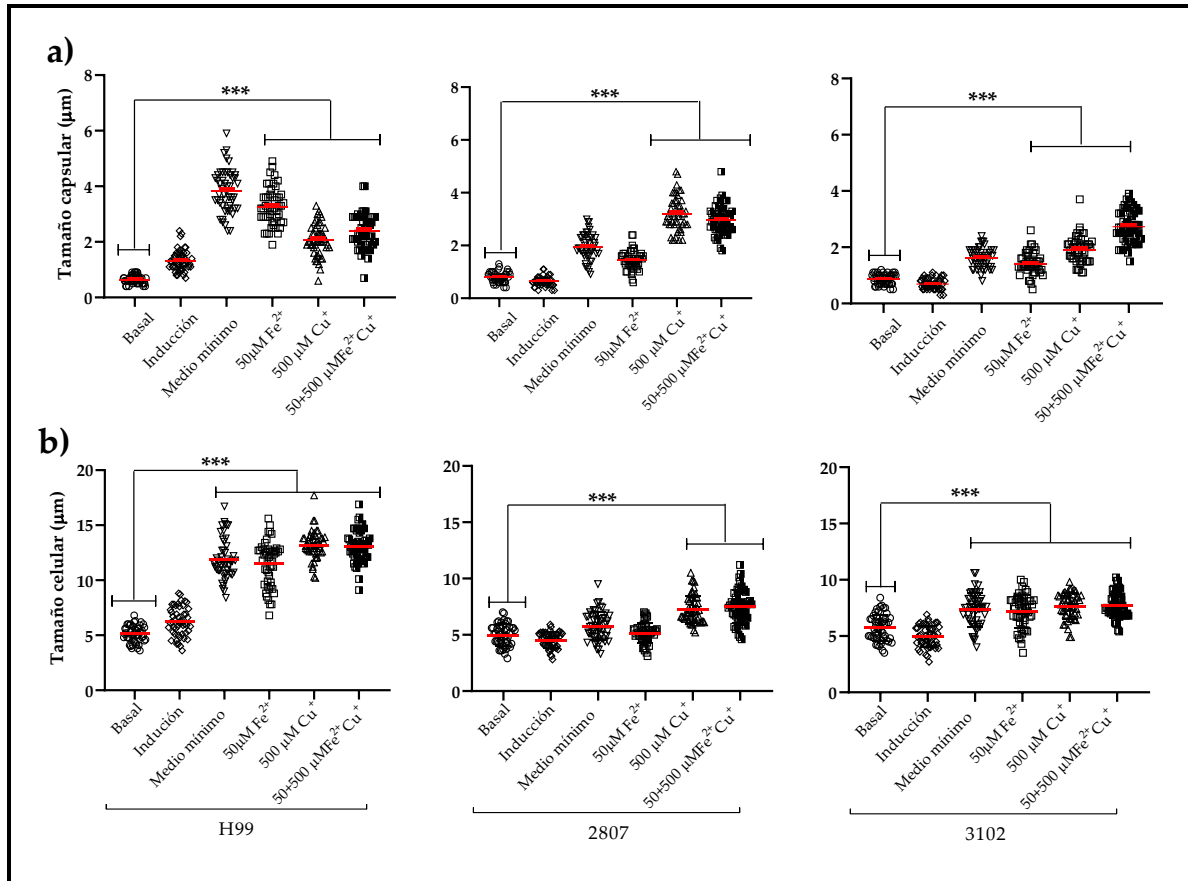 a)
Tamaño capsular (μm)
8
6
4
2
0
***
Basal
Inducción
Medio mínimo
50μM Fe²⁺
500 μM Cu⁺
50+500 μMFe²⁺Cu⁺
8
6
4
2
0
***
Basal
Inducción
Medio mínimo
50μM Fe²⁺
500 μM Cu⁺
50+500 μMFe²⁺Cu⁺
8
6
4
2
0
***
Basal
Inducción
Medio mínimo
50μM Fe²⁺
500 μM Cu⁺
50+500 μMFe²⁺Cu⁺
b)
Tamaño celular (μm)
20
15
10
5
0
***
Basal
Inducción
Medio mínimo
50μM Fe²⁺
500 μM Cu⁺
50+500 μMFe²⁺Cu⁺
H99
20
15
10
5
0
***
Basal
Inducción
Medio mínimo
50μM Fe²⁺
500 μM Cu⁺
50+500 μMFe²⁺Cu⁺
2807
20
15
10
5
0
***
Basal
Inducción
Medio mínimo
50μM Fe²⁺
500 μM Cu⁺
50+500 μMFe²⁺Cu⁺
3102